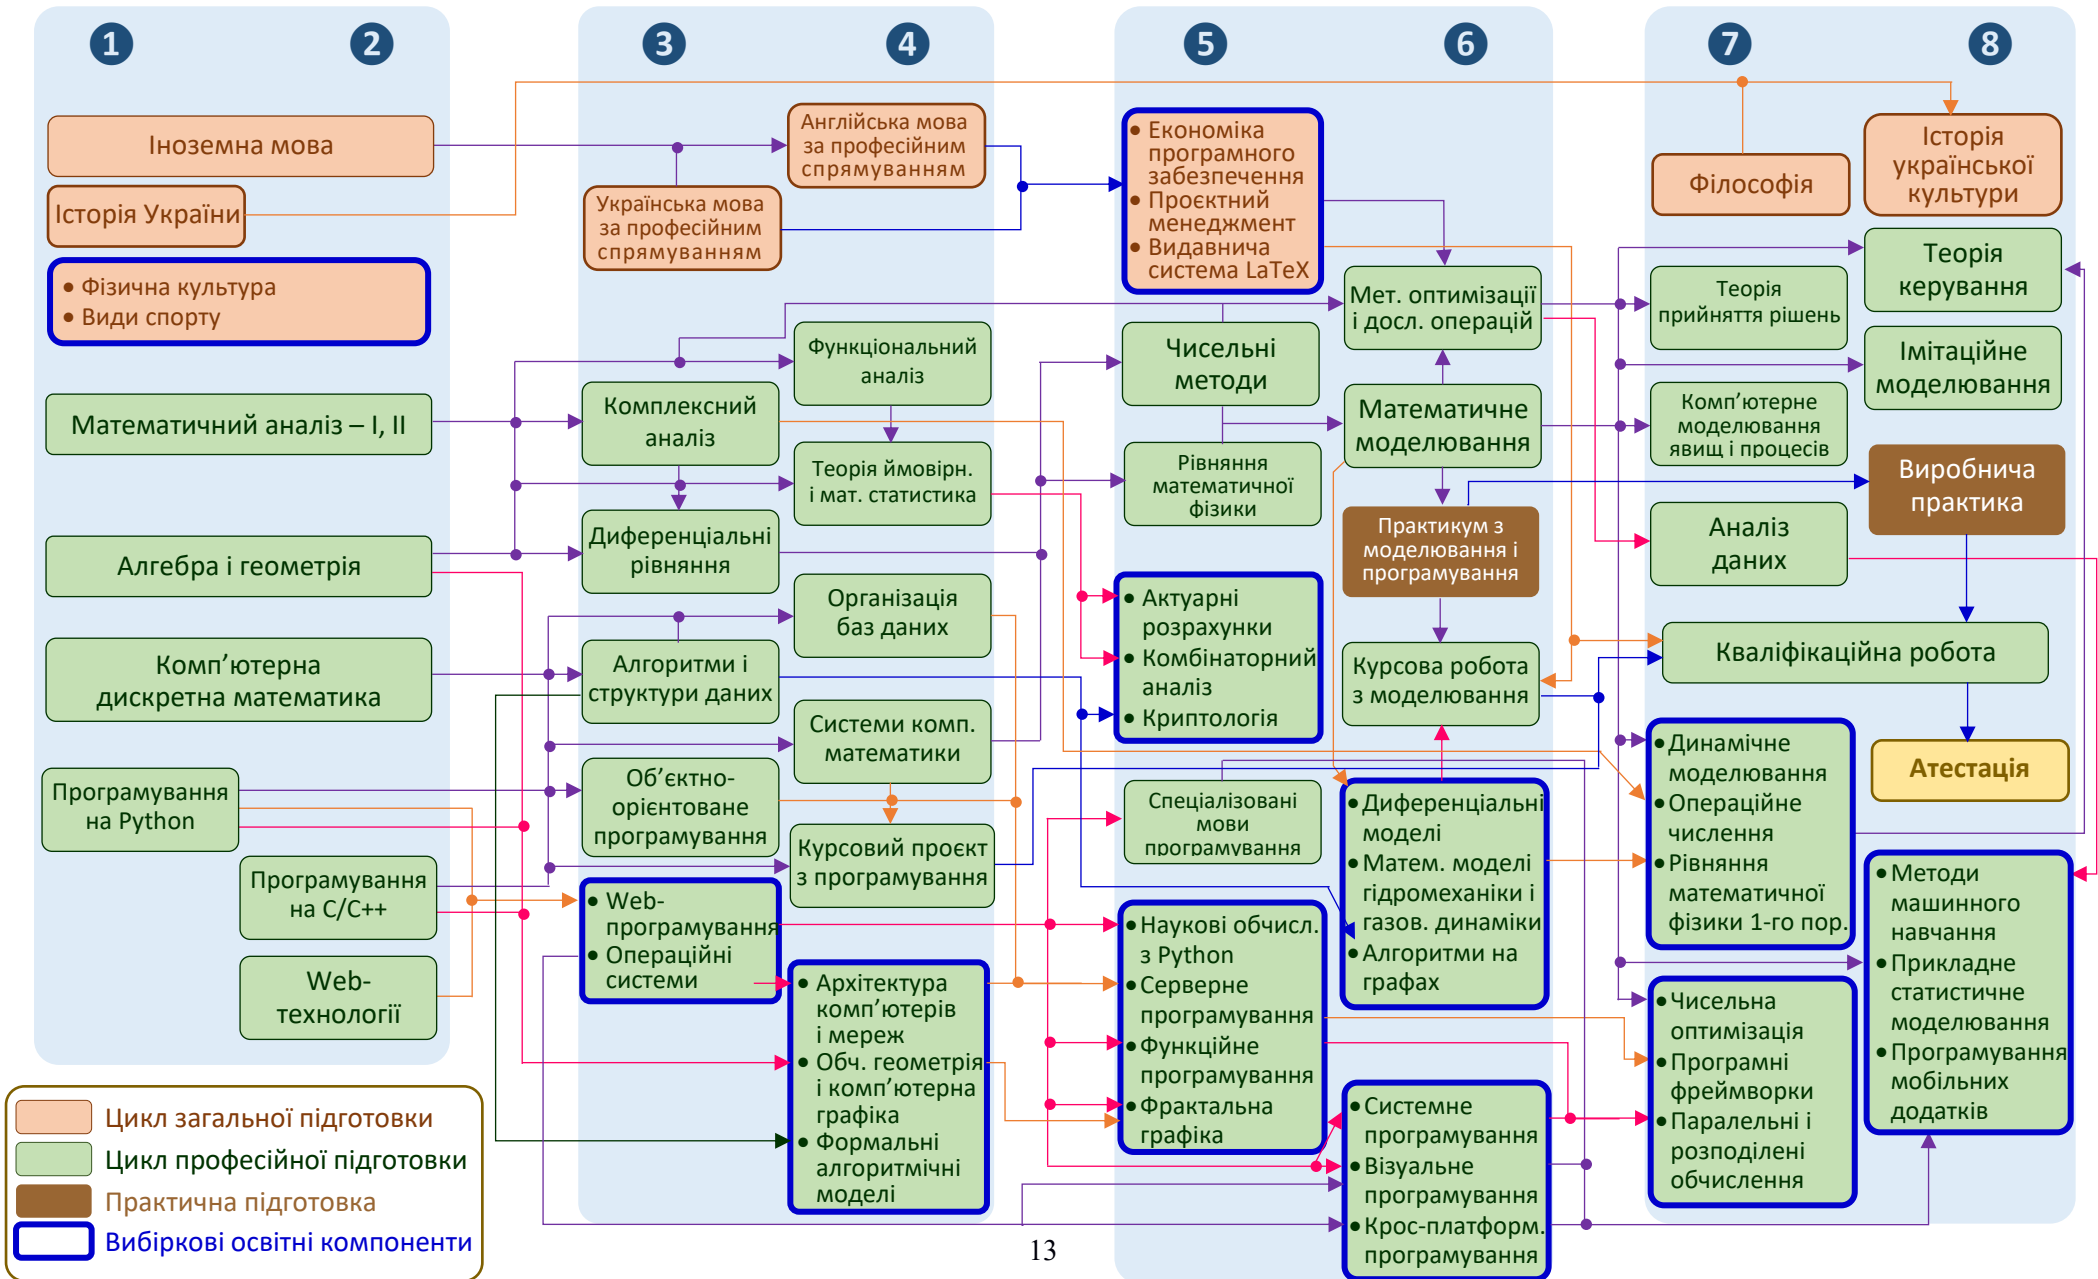 1
2
3
4
5
6
7
8
Іноземна мова
Історія України
• Фізична культура
• Види спорту
Математичний аналіз – І, ІІ
Алгебра і геометрія
Комп’ютерна
дискретна математика
Програмування
на Python
Програмування
на C/C++
Web-
технології
Українська мова
за професійним
спрямуванням
Англійська мова
за професійним
спрямуванням
Функціональний
аналіз
Комплексний
аналіз
Теорія ймовірн.
і мат. статистика
Диференціальні
рівняння
Організація
баз даних
Алгоритми і
структури даних
Системи комп.
математики
Об’єктно-
орієнтоване
програмування
Курсовий проєкт
з програмування
• Web-
програмування
• Операційні
системи
• Архітектура
комп’ютерів
і мереж
• Обч. геометрія
і комп’ютерна
графіка
• Формальні
алгоритмічні
моделі
• Економіка
програмного
забезпечення
• Проєктний
менеджмент
• Видавнича
система LaTeX
Чисельні
методи
Рівняння
математичної
фізики
• Актуарні
розрахунки
• Комбінаторний
аналіз
• Криптологія
Спеціалізовані
мови
програмування
• Наукові обчисл.
з Python
• Серверне
програмування
• Функційне
програмування
• Фрактальна
графіка
Мет. оптимізації
і досл. операцій
Математичне
моделювання
Практикум з
моделювання і
програмування
Курсова робота
з моделювання
• Диференціальні
моделі
• Матем. моделі
гідромеханіки і
газов. динаміки
• Алгоритми на
графах
• Системне
програмування
• Візуальне
програмування
• Крос-платформ.
програмування
Філософія
Історія
української
культури
Теорія
керування
Теорія
прийняття рішень
Імітаційне
моделювання
Комп’ютерне
моделювання
явищ і процесів
Виробнича
практика
Аналіз
даних
Кваліфікаційна робота
Атестація
• Динамічне
моделювання
• Операційне
числення
• Рівняння
математичної
фізики 1-го пор.
• Чисельна
оптимізація
• Програмні
фреймворки
• Паралельні і
розподілені
обчислення
• Методи
машинного
навчання
• Прикладне
статистичне
моделювання
• Програмування
мобільних
додатків
Цикл загальної підготовки
Цикл професійної підготовки
Практична підготовка
Вибіркові освітні компоненти
13